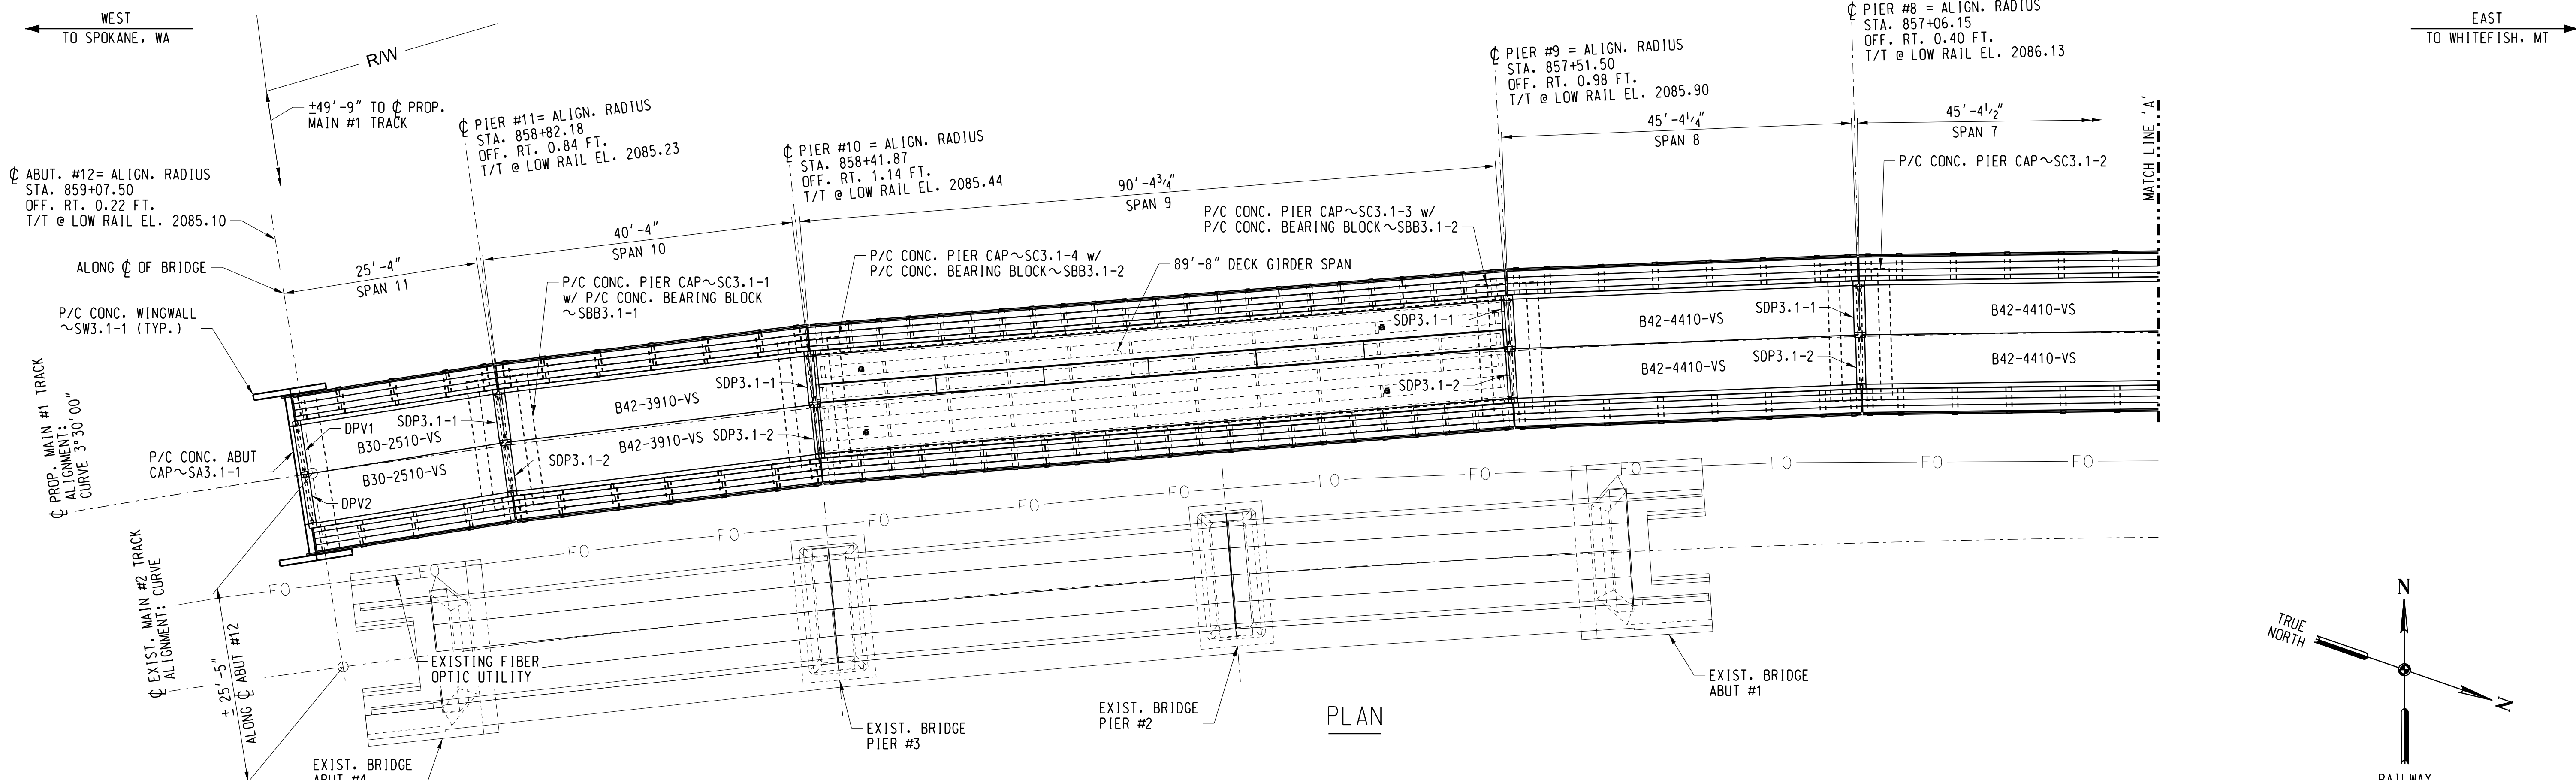 WEST
TO SPOKANE, WA
R/W
±49'-9" TO ℄ PROP.
MAIN #1 TRACK
℄ ABUT. #12= ALIGN. RADIUS
STA. 859+07.50
OFF. RT. 0.22 FT.
T/T @ LOW RAIL EL. 2085.10
℄ PIER #11= ALIGN. RADIUS
STA. 858+82.18
OFF. RT. 0.84 FT.
T/T @ LOW RAIL EL. 2085.23
℄ PIER #10 = ALIGN. RADIUS
STA. 858+41.87
OFF. RT. 1.14 FT.
T/T @ LOW RAIL EL. 2085.44
℄ PIER #9 = ALIGN. RADIUS
STA. 857+51.50
OFF. RT. 0.98 FT.
T/T @ LOW RAIL EL. 2085.90
℄ PIER #8 = ALIGN. RADIUS
STA. 857+06.15
OFF. RT. 0.40 FT.
T/T @ LOW RAIL EL. 2086.13
EAST
TO WHITEFISH, MT
ALONG ℄ OF BRIDGE
25'-4"
SPAN 11
40'-4"
SPAN 10
90'-4¾"
SPAN 9
45'-4¼"
SPAN 8
45'-4½"
SPAN 7
MATCH LINE 'A'
P/C CONC. WINGWALL
~SW3.1-1 (TYP.)
P/C CONC. PIER CAP~SC3.1-1
w/ P/C CONC. BEARING BLOCK
~SBB3.1-1
P/C CONC. PIER CAP~SC3.1-4 w/
P/C CONC. BEARING BLOCK~SBB3.1-2
89'-8" DECK GIRDER SPAN
P/C CONC. PIER CAP~SC3.1-3 w/
P/C CONC. BEARING BLOCK~SBB3.1-2
P/C CONC. PIER CAP~SC3.1-2
℄ PROP. MAIN #1 TRACK
ALIGNMENT:
CURVE 3°30'00"
P/C CONC. ABUT
CAP~SA3.1-1
DPV1
B30-2510-VS
B30-2510-VS
DPV2
SDP3.1-1
SDP3.1-2
B42-3910-VS
B42-3910-VS
SDP3.1-1
SDP3.1-2
SDP3.1-1
SDP3.1-2
B42-4410-VS
B42-4410-VS
SDP3.1-1
SDP3.1-2
B42-4410-VS
B42-4410-VS
FO
FO
FO
FO
FO
FO
FO
FO
FO
FO
FO
FO
FO
℄ EXIST. MAIN #2 TRACK
ALIGNMENT: CURVE
± 25'-5"
ALONG ℄ ABUT #12
EXISTING FIBER
OPTIC UTILITY
EXIST. BRIDGE
ABUT #4
EXIST. BRIDGE
PIER #3
EXIST. BRIDGE
PIER #2
EXIST. BRIDGE
ABUT #1
PLAN
TRUE
NORTH
N
N
RAILWAY